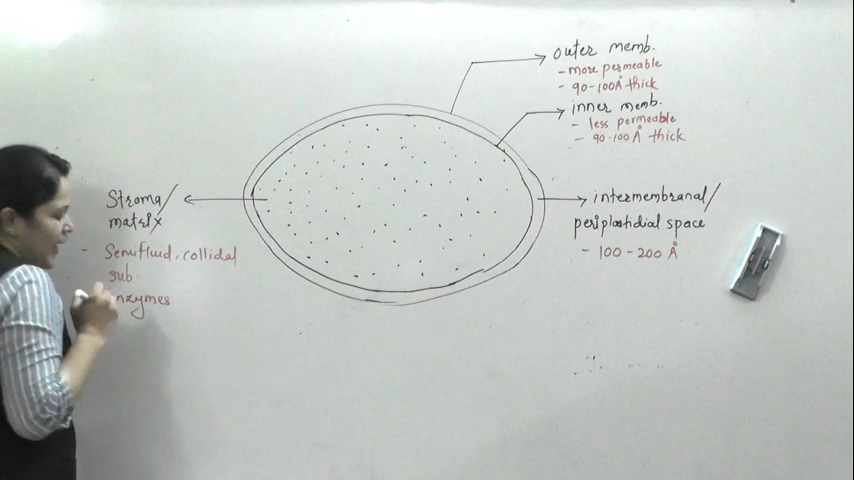 outer memb.
- more permeable
- 90-100Å thick
inner memb.
- less permeable
- 90-100Å thick
Stroma/
matrix
- Semifluid, collidal
sub.
enzymes
intermembranal/
periplastidial space
- 100-200 Å